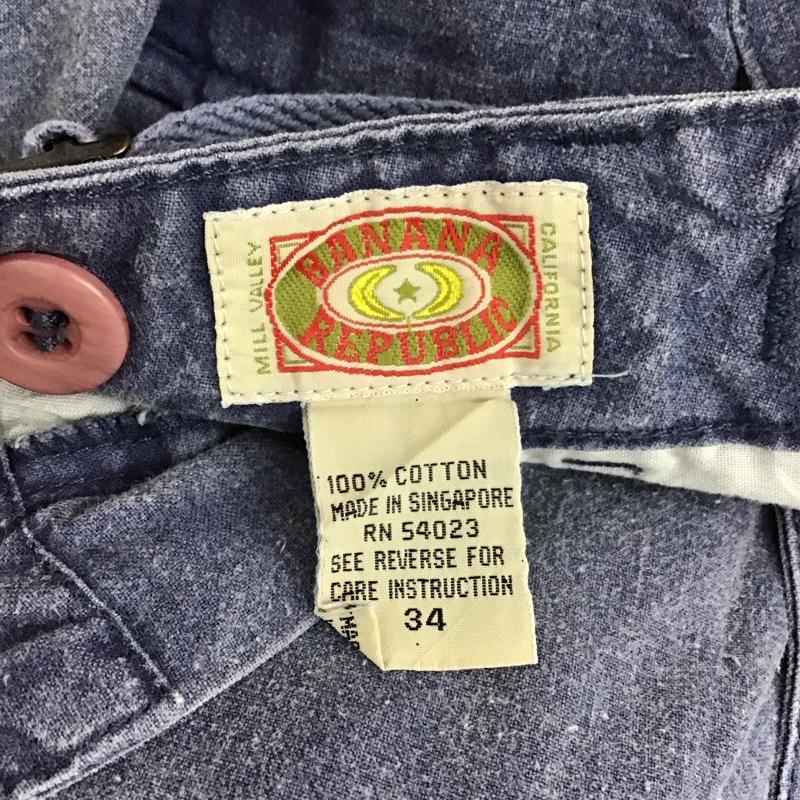 MILL VALLEY
BANANA
REPUBLIC
CALIFORNIA
100% COTTON
MADE IN SINGAPORE
RN 54023
SEE REVERSE FOR
CARE INSTRUCTION
34